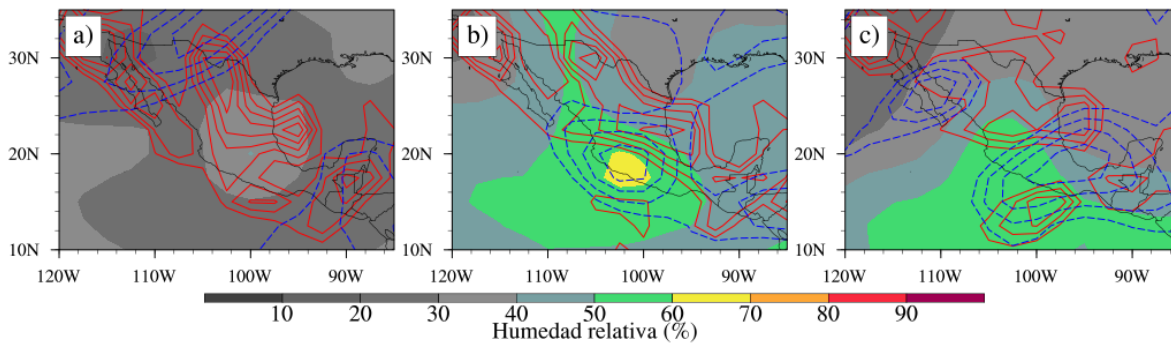 a) b) c)
30N 30N 30N
20N 20N 20N
10N 10N 10N
120W 110W 100W 90W 120W 110W 100W 90W 120W 110W 100W 90W
10 20 30 40 50 60 70 80 90
Humedad relativa (%)